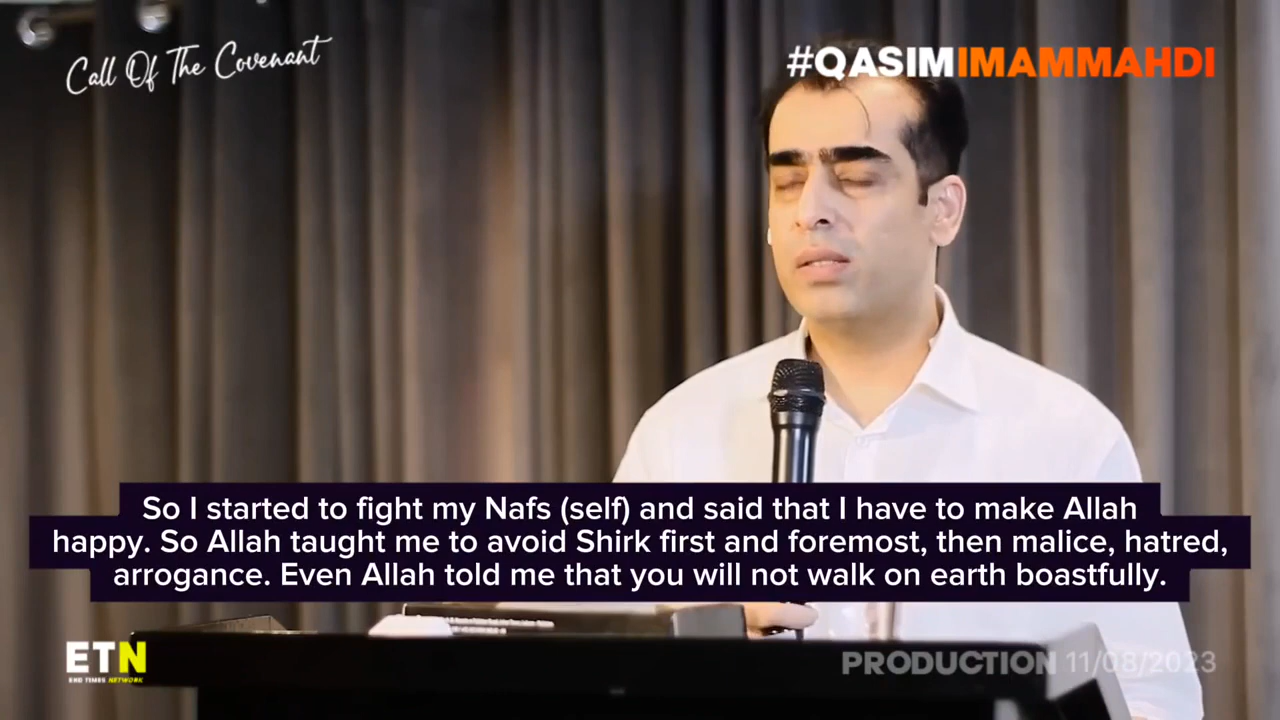 Call Of The Covenant
#QASIMIMAMMAHDI
So I started to fight my Nafs (self) and said that I have to make Allah
happy. So Allah taught me to avoid Shirk first and foremost, then malice, hatred,
arrogance. Even Allah told me that you will not walk on earth boastfully.
ETN
END TIMES NETWORK
PRODUCTION 11/08/2023